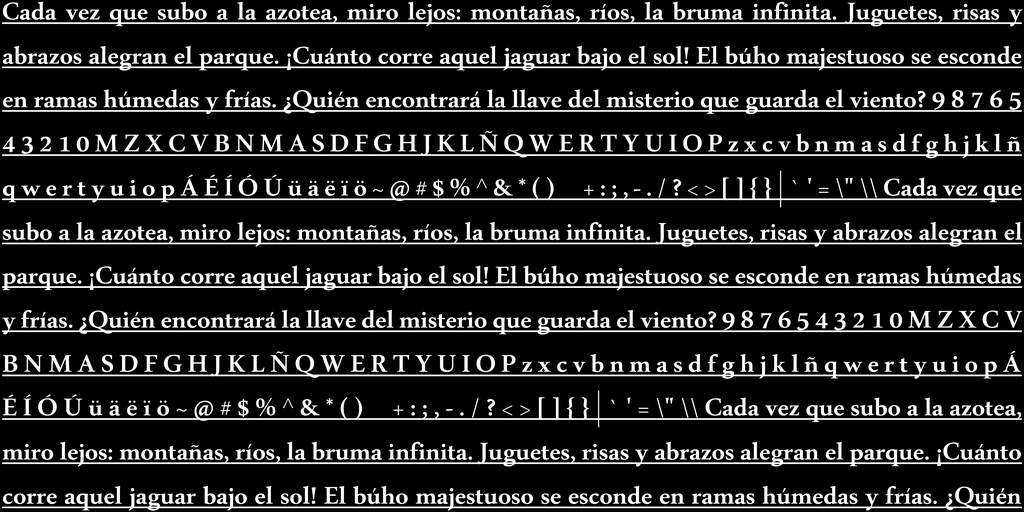 Cada vez que subo a la azotea, miro lejos: montañas, ríos, la bruma infinita. Juguetes, risas y
abrazos alegran el parque. ¡Cuánto corre aquel jaguar bajo el sol! El búho majestuoso se esconde
en ramas húmedas y frías. ¿Quién encontrará la llave del misterio que guarda el viento? 9 8 7 6 5
4 3 2 1 0 M Z X C V B N M A S D F G H J K L Ñ Q W E R T Y U I O P z x c v b n m a s d f g h j k l ñ
q w e r t y u i o p Á É Í Ó Ú ü ä ë ï ö ~ @ # $ % ^ & * ( ) _ + : ; , - . / ? < > [ ] { } | ` ' = \" \\ Cada vez que
subo a la azotea, miro lejos: montañas, ríos, la bruma infinita. Juguetes, risas y abrazos alegran el
parque. ¡Cuánto corre aquel jaguar bajo el sol! El búho majestuoso se esconde en ramas húmedas
y frías. ¿Quién encontrará la llave del misterio que guarda el viento? 9 8 7 6 5 4 3 2 1 0 M Z X C V
B N M A S D F G H J K L Ñ Q W E R T Y U I O P z x c v b n m a s d f g h j k l ñ q w e r t y u i o p Á
É Í Ó Ú ü ä ë ï ö ~ @ # $ % ^ & * ( ) _ + : ; , - . / ? < > [ ] { } | ` ' = \" \\ Cada vez que subo a la azotea,
miro lejos: montañas, ríos, la bruma infinita. Juguetes, risas y abrazos alegran el parque. ¡Cuánto
corre aquel jaguar bajo el sol! El búho majestuoso se esconde en ramas húmedas y frías. ¿Quién